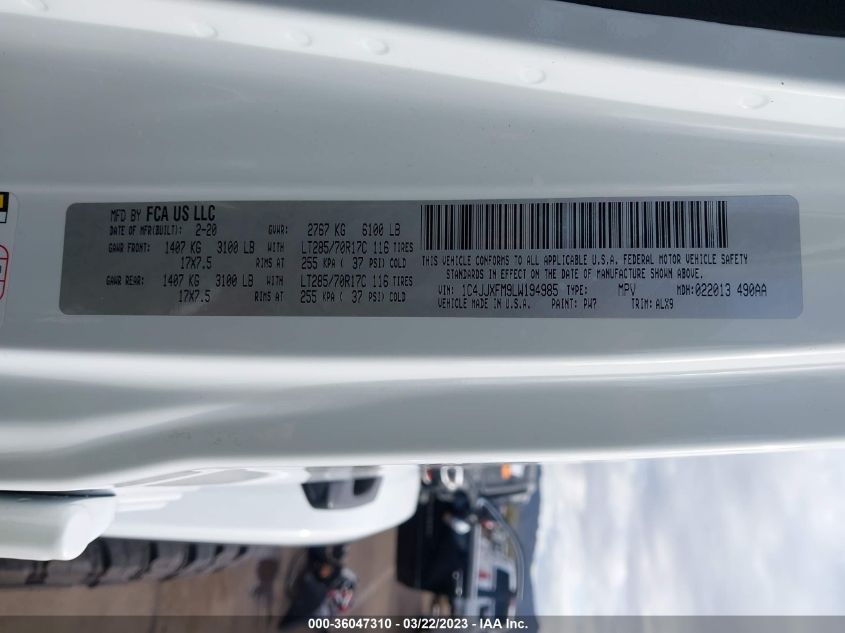 MFD BY FCA US LLC
DATE OF MFR(BUILT): 2-20 GVWR: 2767 KG 6100 LB
GAWR FRONT: 1407 KG 3100 LB WITH LT285/70R17C 116 TIRES
17X7.5 RIMS AT 255 KPA ( 37 PSI) COLD
GAWR REAR: 1407 KG 3100 LB WITH LT285/70R17C 116 TIRES
17X7.5 RIMS AT 255 KPA ( 37 PSI) COLD
THIS VEHICLE CONFORMS TO ALL APPLICABLE U.S.A. FEDERAL MOTOR VEHICLE SAFETY
STANDARDS IN EFFECT ON THE DATE OF MANUFACTURE SHOWN ABOVE.
VIN: 1C4JJXFM9LW194985 TYPE: MPV MDH:022013 490AA
VEHICLE MADE IN U.S.A. PAINT: PW7 TRIM: ALX9
000-36047310 - 03/22/2023 - IAA Inc.